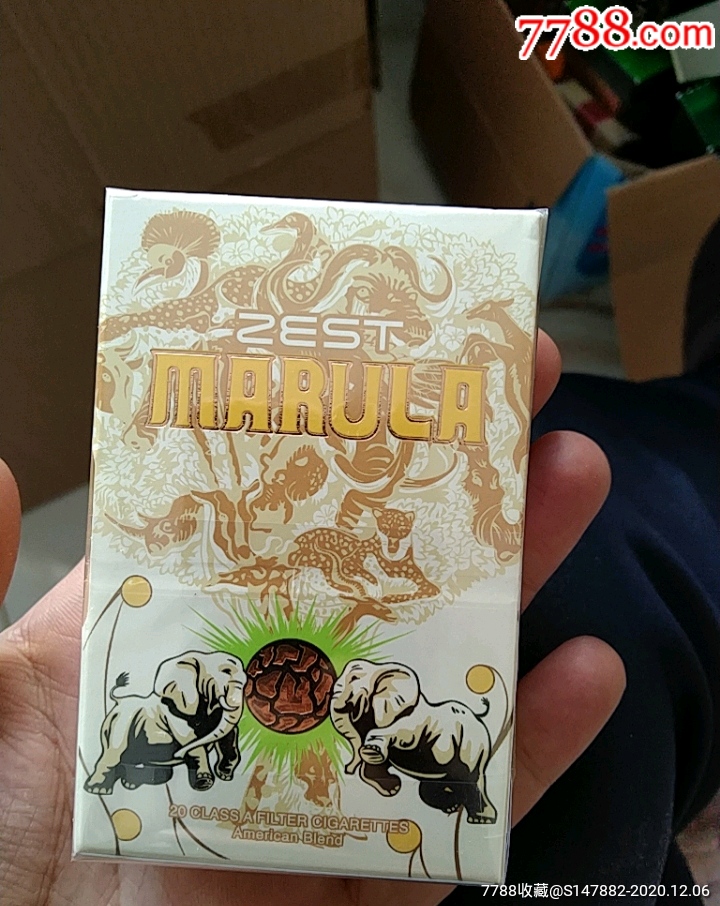 7788.com
ZEST
MARULA
20 CLASS A FILTER CIGARETTES
American Blend
7788收藏@S147882-2020.12.06